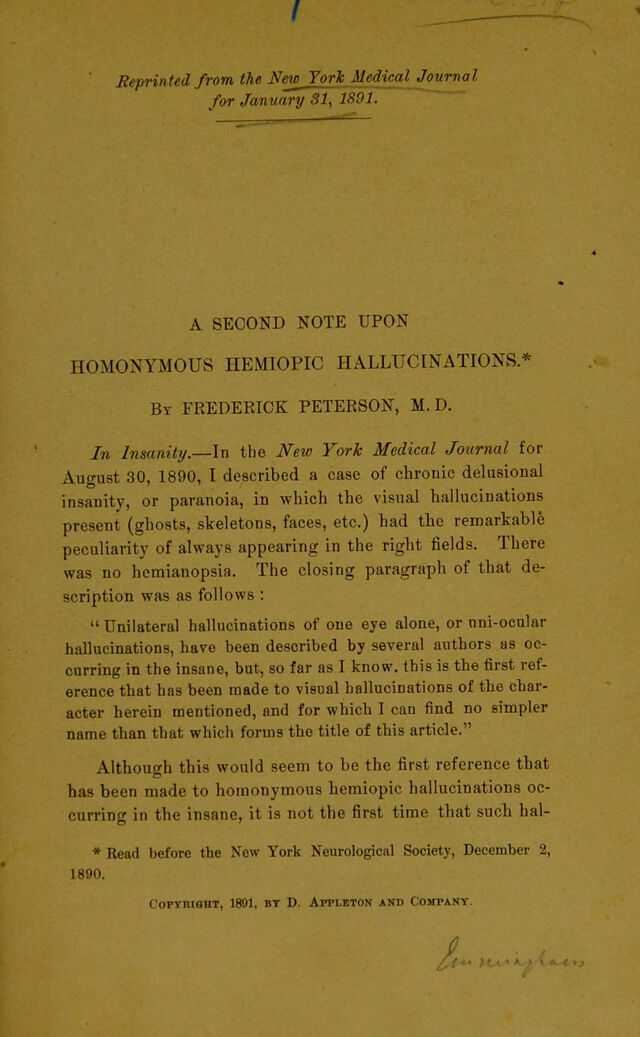 Reprinted from the New York Medical Journal
for January 31, 1891.
A SECOND NOTE UPON
HOMONYMOUS HEMIOPIC HALLUCINATIONS.*
By FREDERICK PETERSON, M. D.
In Insanity.—In the New York Medical Journal for
August 30, 1890, I described a case of chronic delusional
insanity, or paranoia, in which the visual hallucinations
present (ghosts, skeletons, faces, etc.) had the remarkable
peculiarity of always appearing in the right fields. There
was no hemianopsia. The closing paragraph of that de-
scription was as follows :
“ Unilateral hallucinations of one eye alone, or uni-ocular
hallucinations, have been described by several authors as oc-
curring in the insane, but, so far as I know, this is the first ref-
erence that has been made to visual hallucinations of the char-
acter herein mentioned, and for which I can find no simpler
name than that which forms the title of this article.”
Although this would seem to be the first reference that
has been made to homonymous hemiopic hallucinations oc-
curring in the insane, it is not the first time that such hal-
* Read before the New York Neurological Society, December 2,
1890.
Copyright, 1891, by D. Appleton and Company.